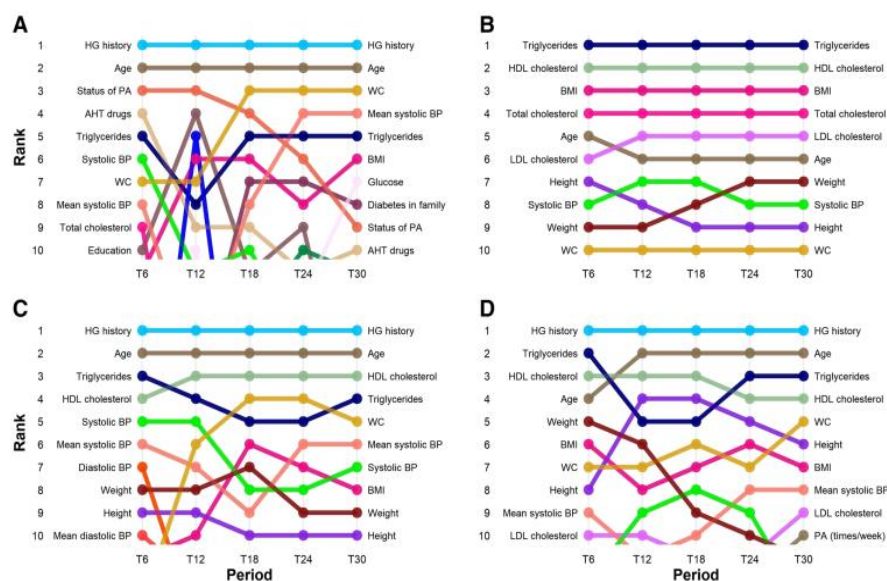 A
B
1 HG history HG history
2 Age Age
3 Status of PA WC
4 AHT drugs Mean systolic BP
5 Triglycerides Triglycerides
6 Systolic BP BMI
7 WC Glucose
8 Mean systolic BP Diabetes in family
9 Total cholesterol Status of PA
10 Education AHT drugs
Rank
T6 T12 T18 T24 T30
1 Triglycerides Triglycerides
2 HDL cholesterol HDL cholesterol
3 BMI BMI
4 Total cholesterol Total cholesterol
5 Age LDL cholesterol
6 LDL cholesterol Age
7 Height Weight
8 Systolic BP Systolic BP
9 Weight Height
10 WC WC
T6 T12 T18 T24 T30
C
D
1 HG history HG history
2 Age Age
3 Triglycerides HDL cholesterol
4 HDL cholesterol Triglycerides
5 Systolic BP WC
6 Mean systolic BP Mean systolic BP
7 Diastolic BP Systolic BP
8 Weight BMI
9 Height Weight
10 Mean diastolic BP Height
Rank
T6 T12 T18 T24 T30
Period
1 HG history HG history
2 Triglycerides Age
3 HDL cholesterol Triglycerides
4 Age HDL cholesterol
5 Weight WC
6 BMI Height
7 WC BMI
8 Height Mean systolic BP
9 Mean systolic BP LDL cholesterol
10 LDL cholesterol PA (times/week)
T6 T12 T18 T24 T30
Period